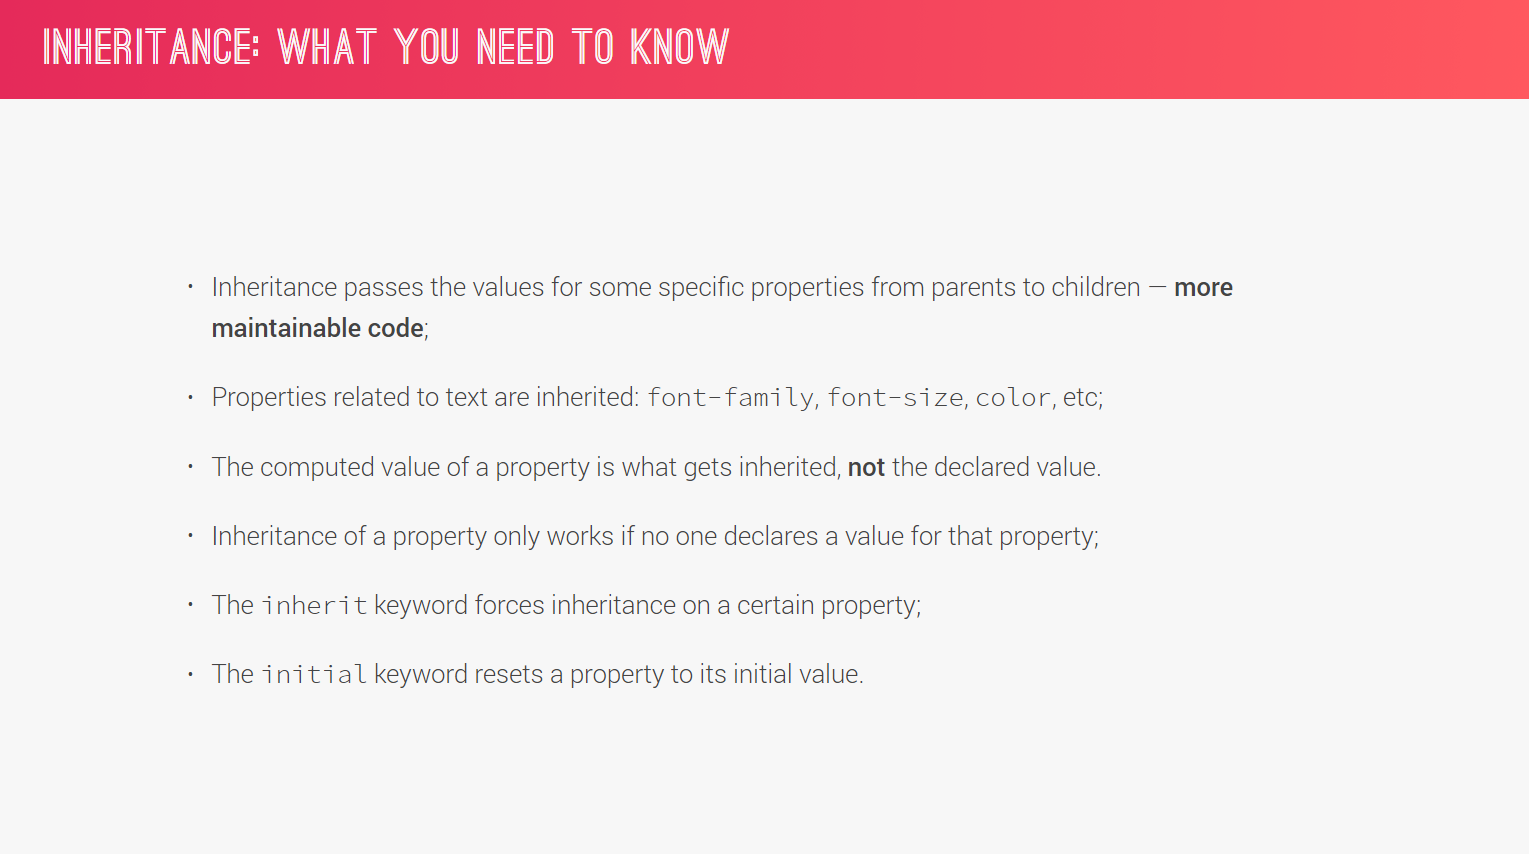 INHERITANCE: WHAT YOU NEED TO KNOW
• Inheritance passes the values for some specific properties from parents to children — more
maintainable code;
• Properties related to text are inherited: font-family, font-size, color, etc;
• The computed value of a property is what gets inherited, not the declared value.
• Inheritance of a property only works if no one declares a value for that property;
• The inherit keyword forces inheritance on a certain property;
• The initial keyword resets a property to its initial value.